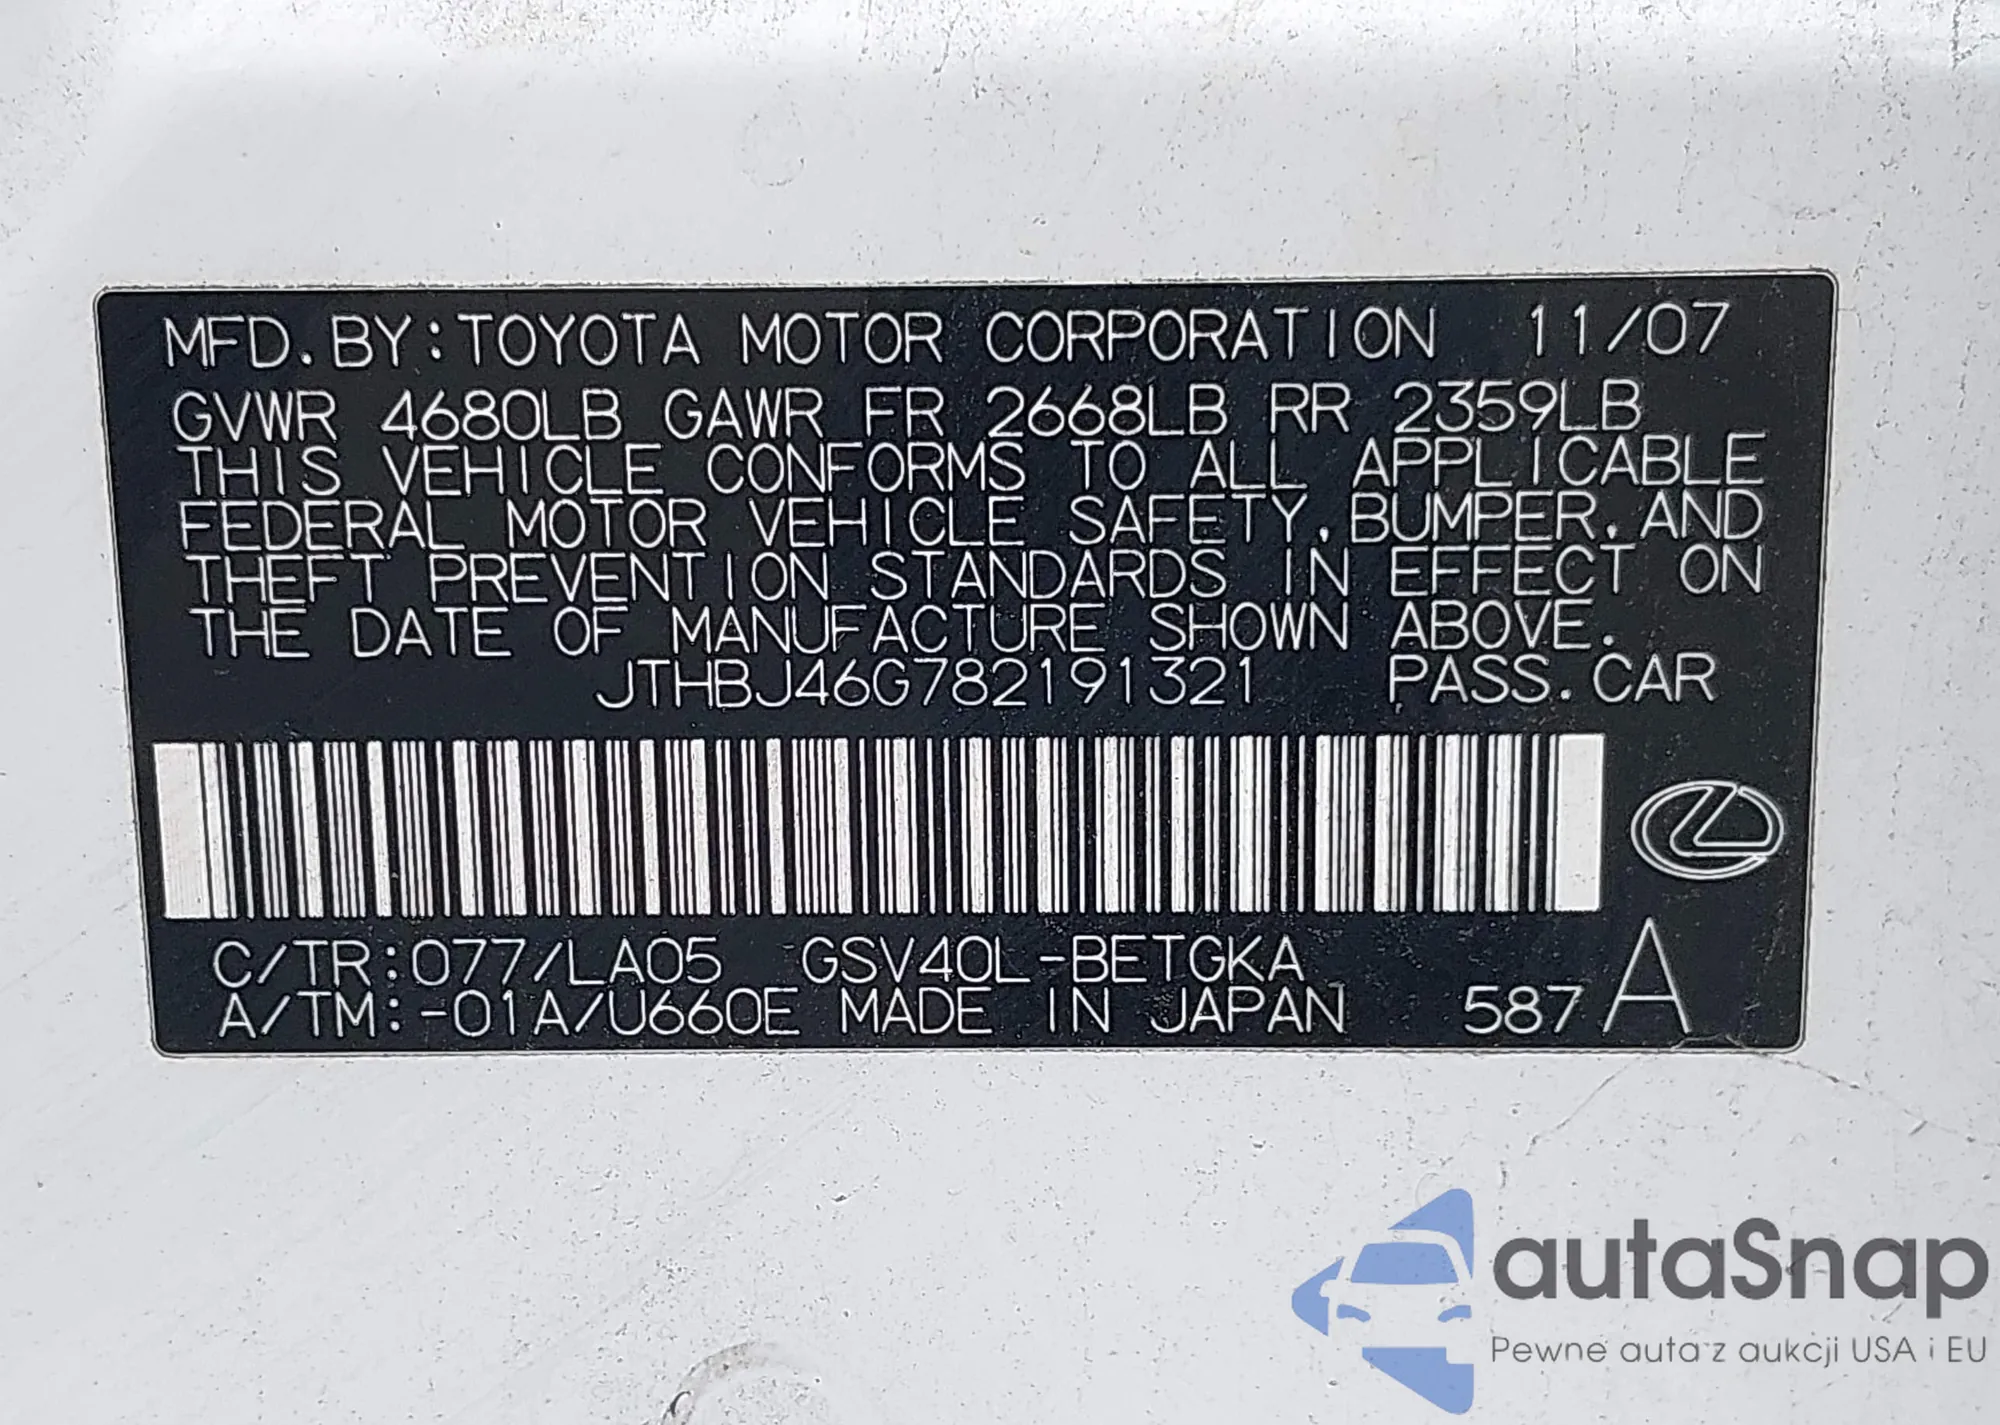 MFD. BY: TOYOTA MOTOR CORPORATION 11/07
GVWR 4680LB GAWR FR 2668LB RR 2359LB
THIS VEHICLE CONFORMS TO ALL APPLICABLE
FEDERAL MOTOR VEHICLE SAFETY, BUMPER, AND
THEFT PREVENTION STANDARDS IN EFFECT ON
THE DATE OF MANUFACTURE SHOWN ABOVE.
JTHBJ46G782191321 PASS. CAR
C/TR:077/LA05 GSV40L-BETGKA
A/TM:-01A/U660E MADE IN JAPAN 587 A
autaSnap
Pewne auta z aukcji USA i EU